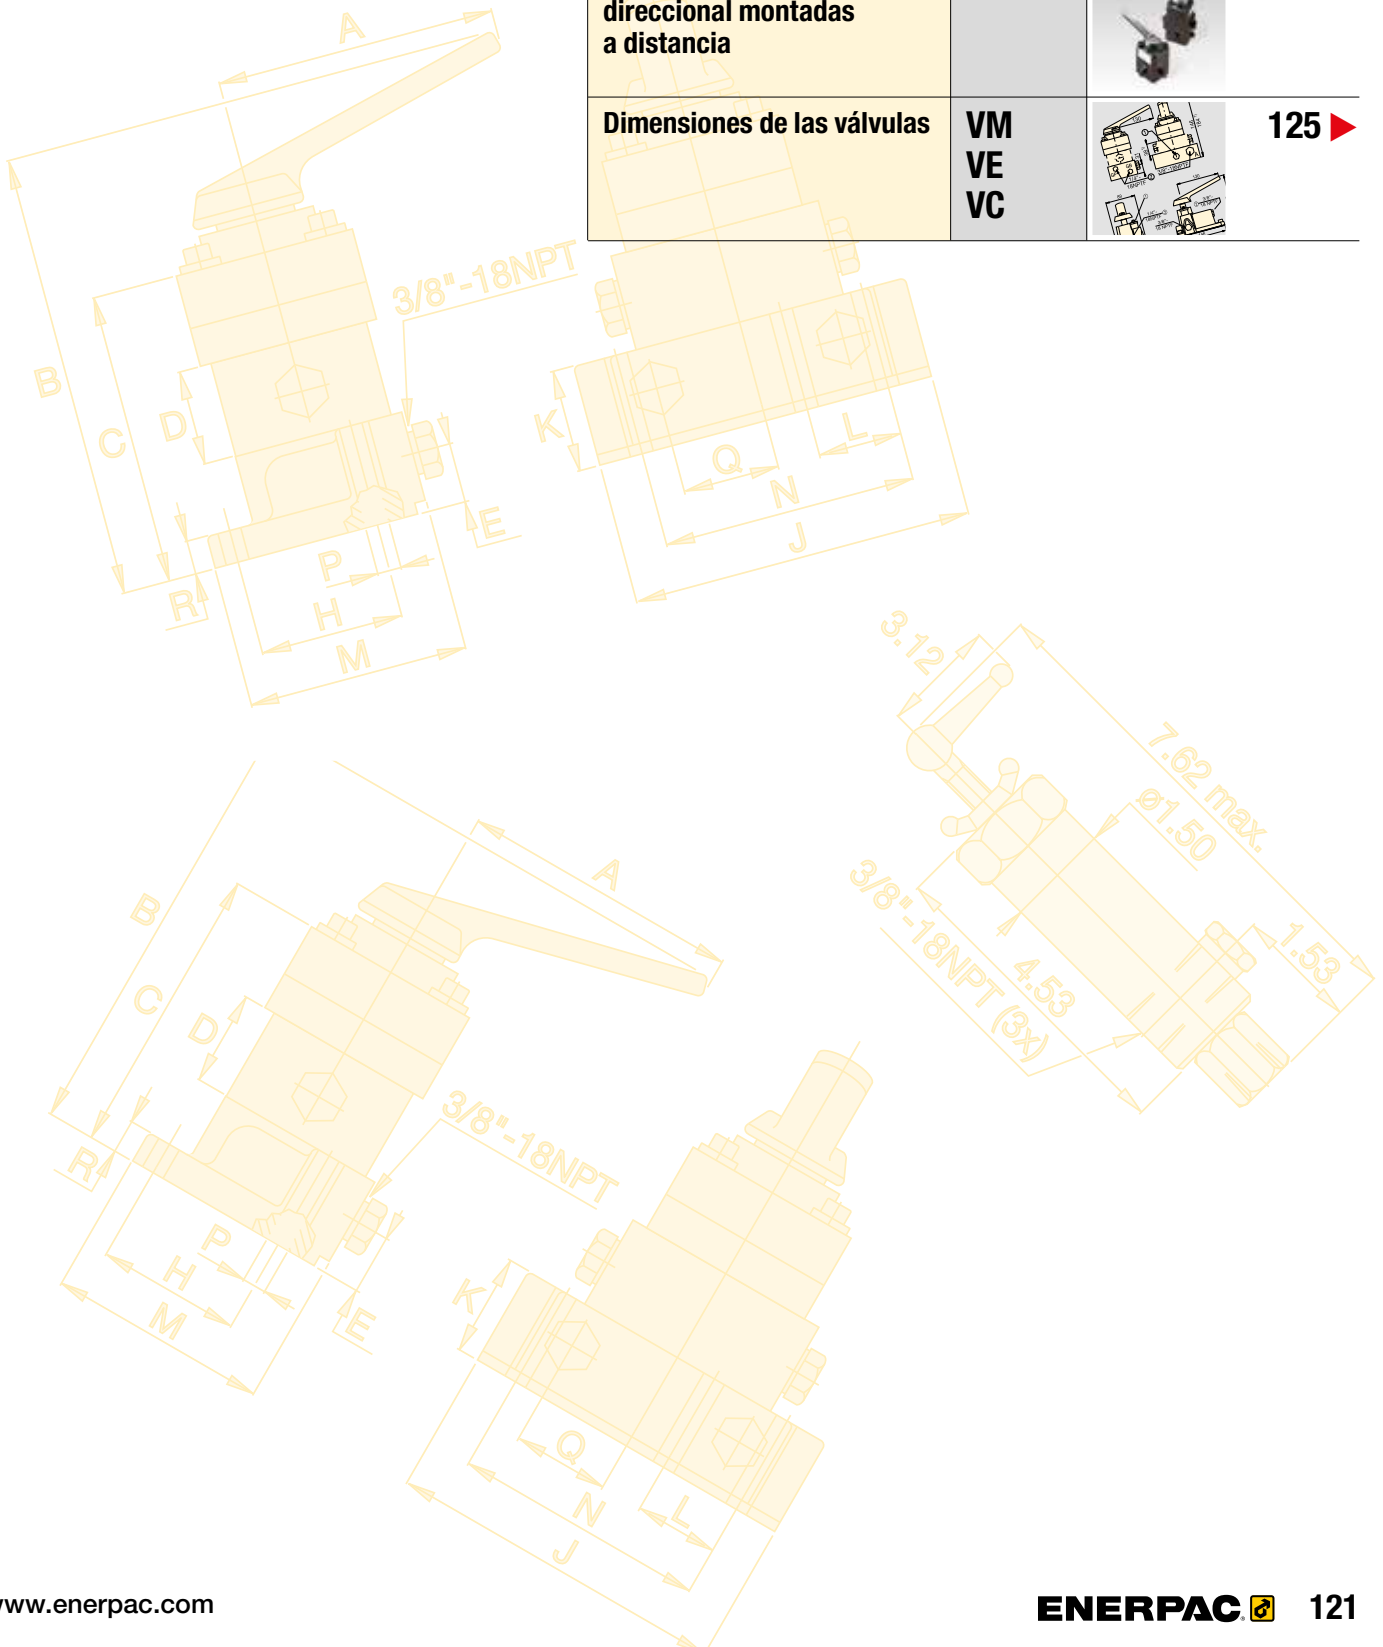 direccional montadas
a distancia
Dimensiones de las válvulas
VM
VE
VC
125
A
B
C
D
3/8"-18NPT
E
P
R
H
M
K
L
Q
N
J
3.12
7.62 max.
ø1.50
3/8"-18NPT (3x)
4.53
1.53
A
B
C
D
R
3/8"-18NPT
P
H
M
E
K
Q
N
L
J
www.enerpac.com
ENERPAC 121